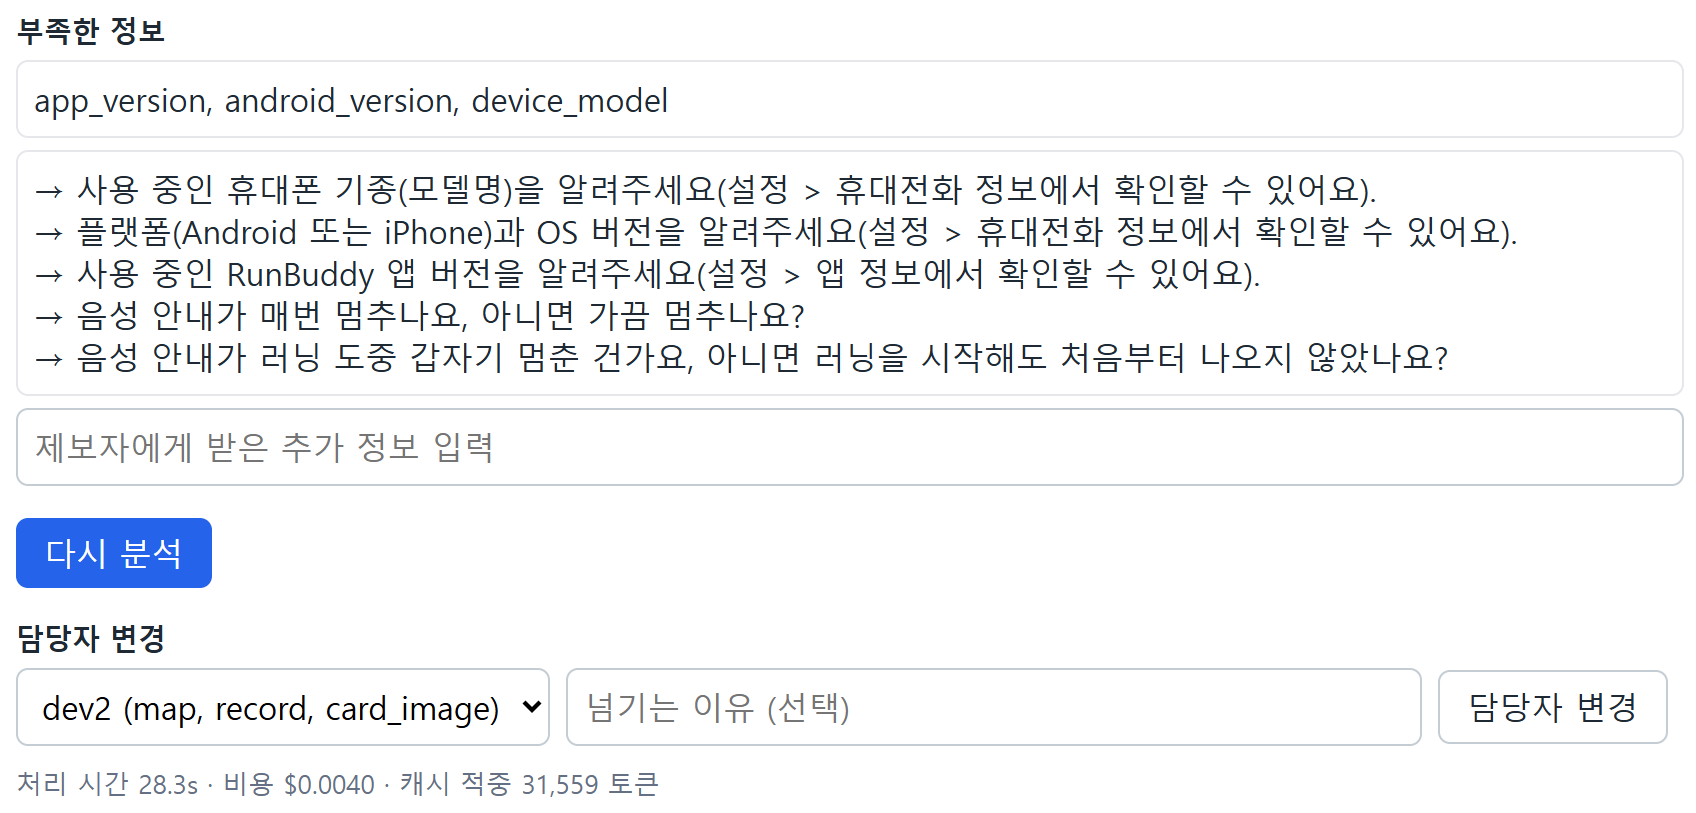 부족한 정보
app_version, android_version, device_model
→ 사용 중인 휴대폰 기종(모델명)을 알려주세요(설정 > 휴대전화 정보에서 확인할 수 있어요).
→ 플랫폼(Android 또는 iPhone)과 OS 버전을 알려주세요(설정 > 휴대전화 정보에서 확인할 수 있어요).
→ 사용 중인 RunBuddy 앱 버전을 알려주세요(설정 > 앱 정보에서 확인할 수 있어요).
→ 음성 안내가 매번 멈추나요, 아니면 가끔 멈추나요?
→ 음성 안내가 러닝 도중 갑자기 멈춘 건가요, 아니면 러닝을 시작해도 처음부터 나오지 않았나요?
제보자에게 받은 추가 정보 입력
다시 분석
담당자 변경
dev2 (map, record, card_image) 넘기는 이유 (선택) 담당자 변경
처리 시간 28.3s · 비용 $0.0040 · 캐시 적중 31,559 토큰